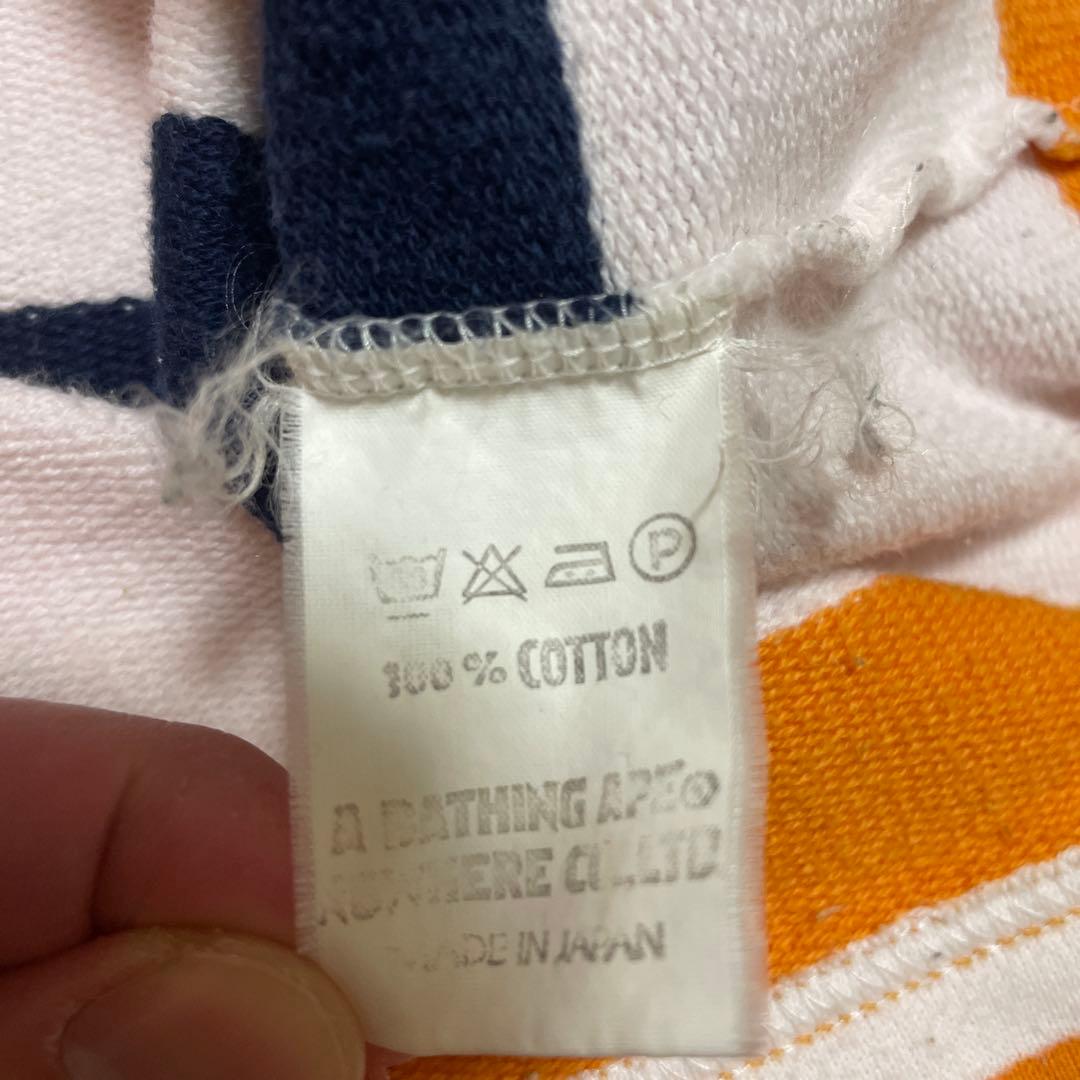 P
100 % COTTON
A BATHING APE®
NOWHERE CO.,LTD
MADE IN JAPAN